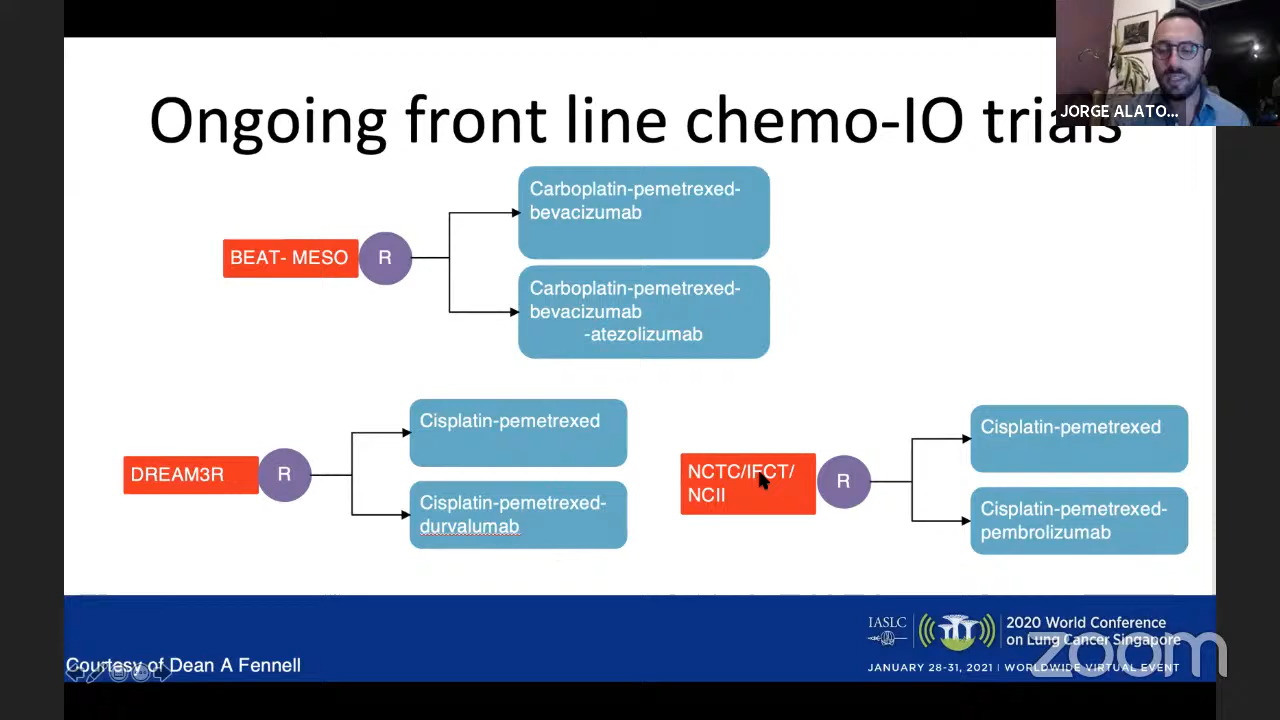 Ongoing front line chemo-IO trials
JORGE ALATO...
Carboplatin-pemetrexed-
bevacizumab
BEAT- MESO
R
Carboplatin-pemetrexed-
bevacizumab
-atezolizumab
Cisplatin-pemetrexed
DREAM3R
R
Cisplatin-pemetrexed-
durvalumab
Cisplatin-pemetrexed
NCTC/IFCT/
NCII
R
Cisplatin-pemetrexed-
pembrolizumab
IASLC
2020 World Conference
on Lung Cancer Singapore
JANUARY 28-31, 2021 | WORLDWIDE VIRTUAL EVENT
zoom
Courtesy of Dean A Fennell